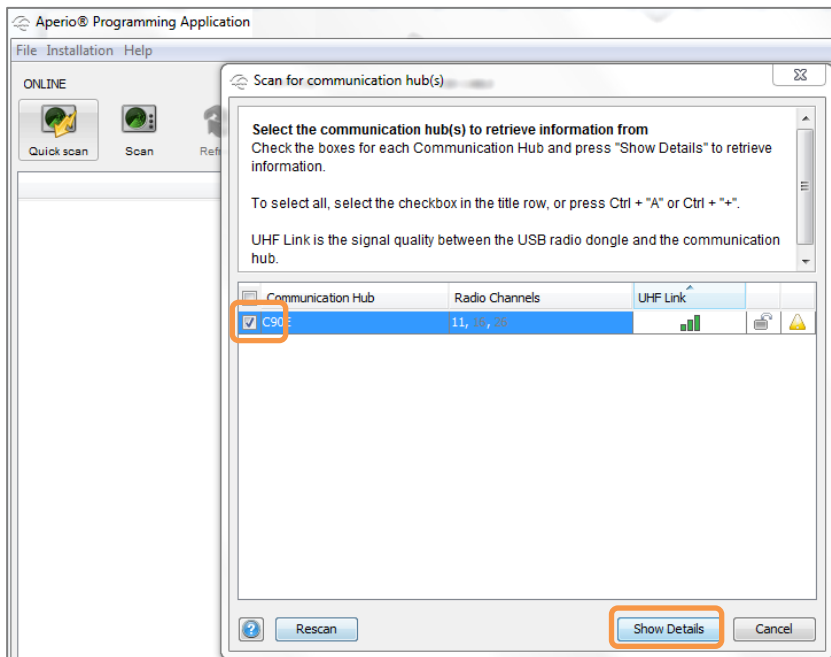 Aperio® Programming Application
File Installation Help
ONLINE
Scan for communication hub(s)
Quick scan Scan
Select the communication hub(s) to retrieve information from
Check the boxes for each Communication Hub and press "Show Details" to retrieve
information.
To select all, select the checkbox in the title row, or press Ctrl + "A" or Ctrl + "+".
UHF Link is the signal quality between the USB radio dongle and the communication
hub.
Communication Hub Radio Channels UHF Link
C90E 11, 16, 26
Rescan Show Details Cancel